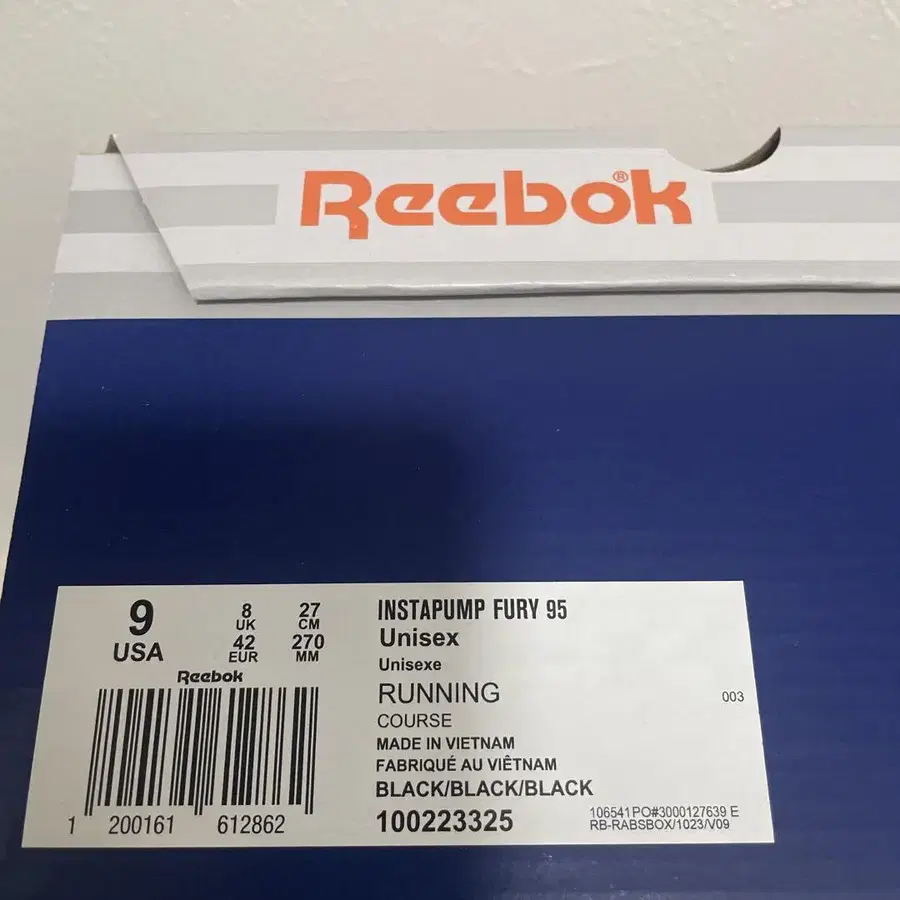 Reebok®
9
USA
8
UK
42
EUR
27
CM
270
MM
Reebok
1 200161 612862
INSTAPUMP FURY 95
Unisex
Unisexe
RUNNING
COURSE
003
MADE IN VIETNAM
FABRIQUÉ AU VIÊTNAM
BLACK/BLACK/BLACK
100223325
106541PO#3000127639 E
RB-RABSBOX/1023/V09